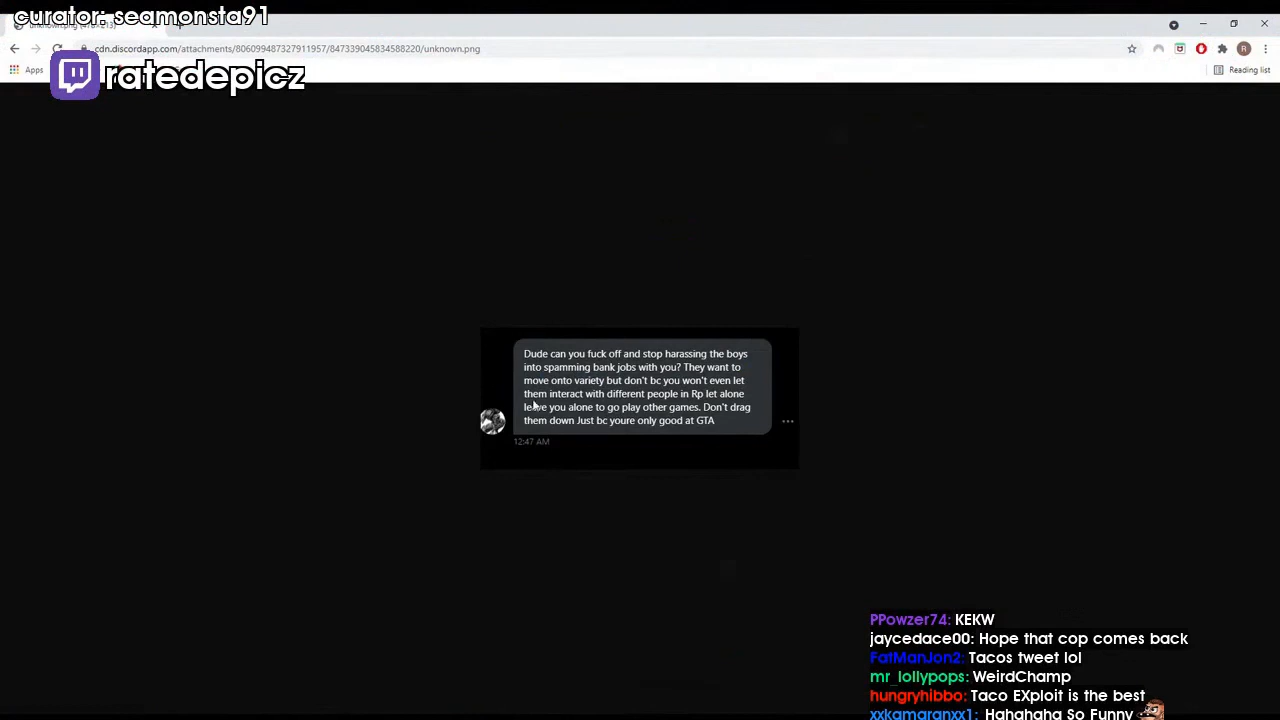 curator: seamonsta91
cdn.discordapp.com/attachments/806099487327911957/847339045834588220/unknown.png
Apps
Reading list
ratedepicz
Dude can you fuck off and stop harassing the boys
into spamming bank jobs with you? They want to
move onto variety but don't bc you won't even let
them interact with different people in Rp let alone
leave you alone to go play other games. Don't drag
them down Just bc youre only good at GTA
12:47 AM
PPowzer74: KEKW
jaycedace00: Hope that cop comes back
FatManJon2: Tacos tweet lol
mr_lollypops: WeirdChamp
hungryhibbo: Taco EXploit is the best
xxkamaranxx1: Hahahaha So Funny